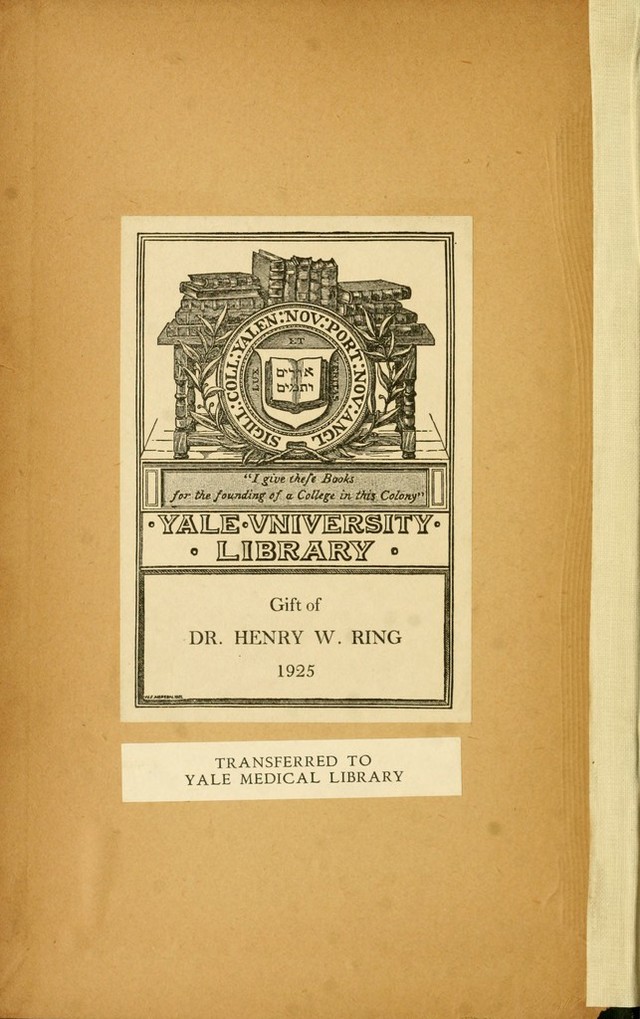 SIGILL:COLL:YALEN:NOV:PORT:NOV:ANGL
ET
LUX
אורים
ותמים
"I give theſe Books
for the founding of a College in this Colony"
·YALE·VNIVERSITY·
· LIBRARY ·
Gift of
DR. HENRY W. RING
1925
TRANSFERRED TO
YALE MEDICAL LIBRARY